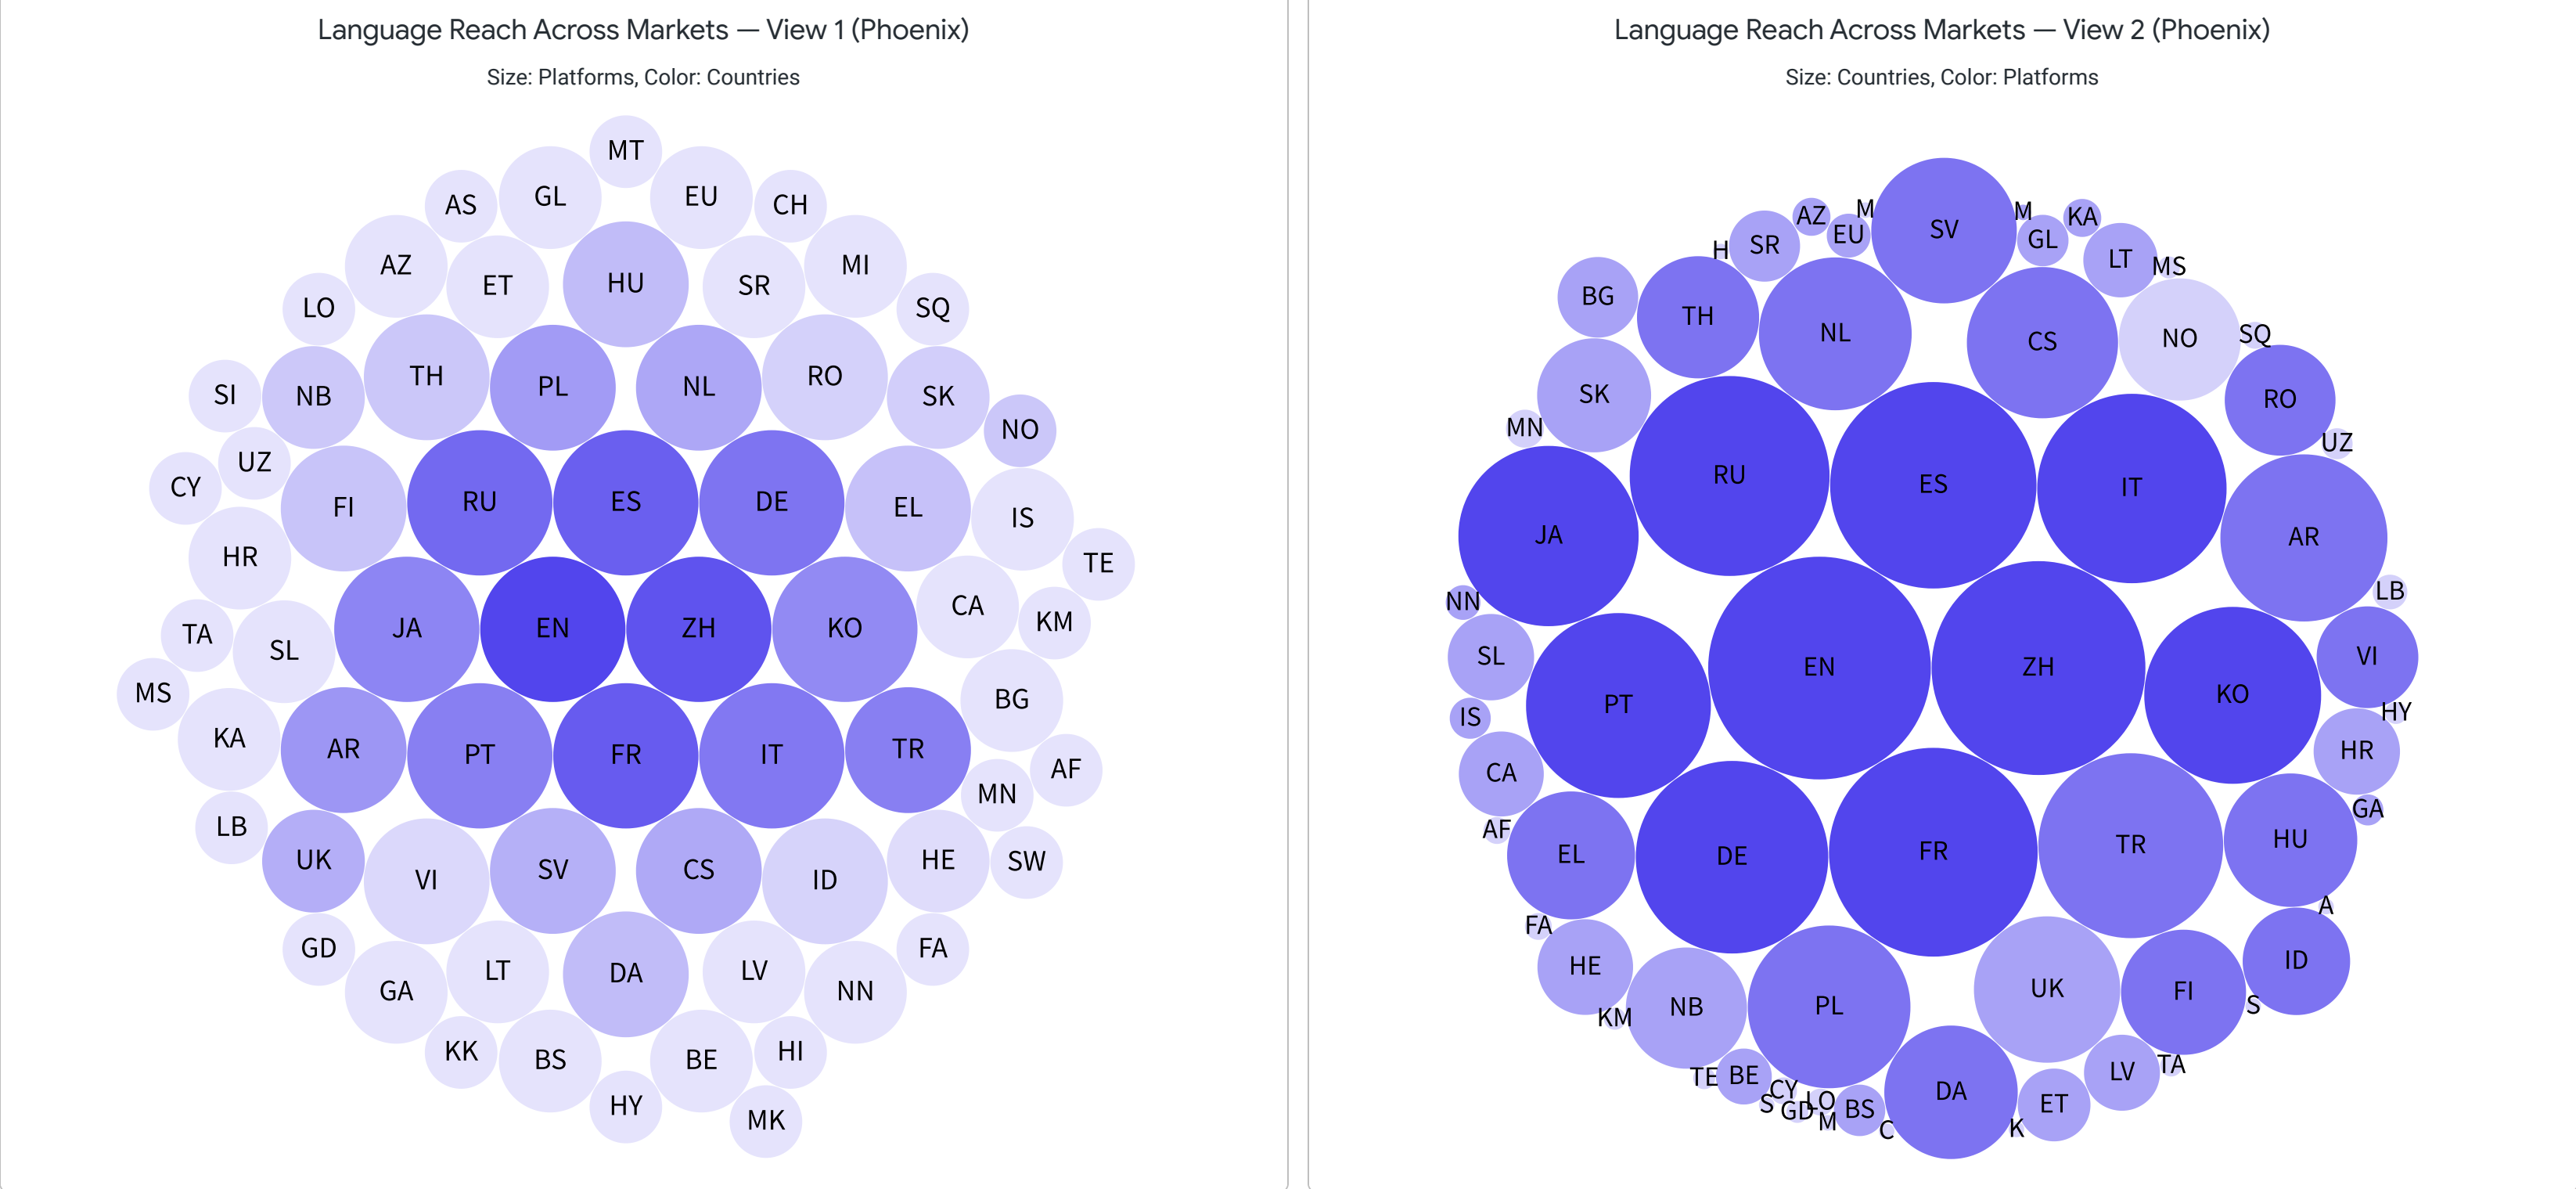 Language Reach Across Markets — View 1 (Phoenix)
Size: Platforms, Color: Countries
MT
AS
GL
EU
CH
AZ
ET
HU
SR
MI
LO
SQ
SI
NB
TH
PL
NL
RO
SK
NO
CY
UZ
FI
RU
ES
DE
EL
IS
HR
TE
TA
SL
JA
EN
ZH
KO
CA
KM
MS
KA
AR
PT
FR
IT
TR
BG
AF
MN
LB
UK
VI
SV
CS
ID
HE
SW
GD
GA
LT
DA
LV
NN
FA
KK
BS
BE
HI
HY
MK
Language Reach Across Markets — View 2 (Phoenix)
Size: Countries, Color: Platforms
H
SR
AZ
EU
M
SV
M
GL
KA
LT
MS
BG
TH
NL
CS
NO
SQ
SK
RO
MN
RU
ES
IT
UZ
JA
AR
NN
LB
SL
PT
EN
ZH
KO
VI
IS
HY
CA
HR
AF
GA
EL
DE
FR
TR
HU
FA
A
HE
ID
KM
NB
PL
UK
FI
S
TE
BE
CY
S
GD
LO
M
BS
C
DA
K
ET
LV
TA